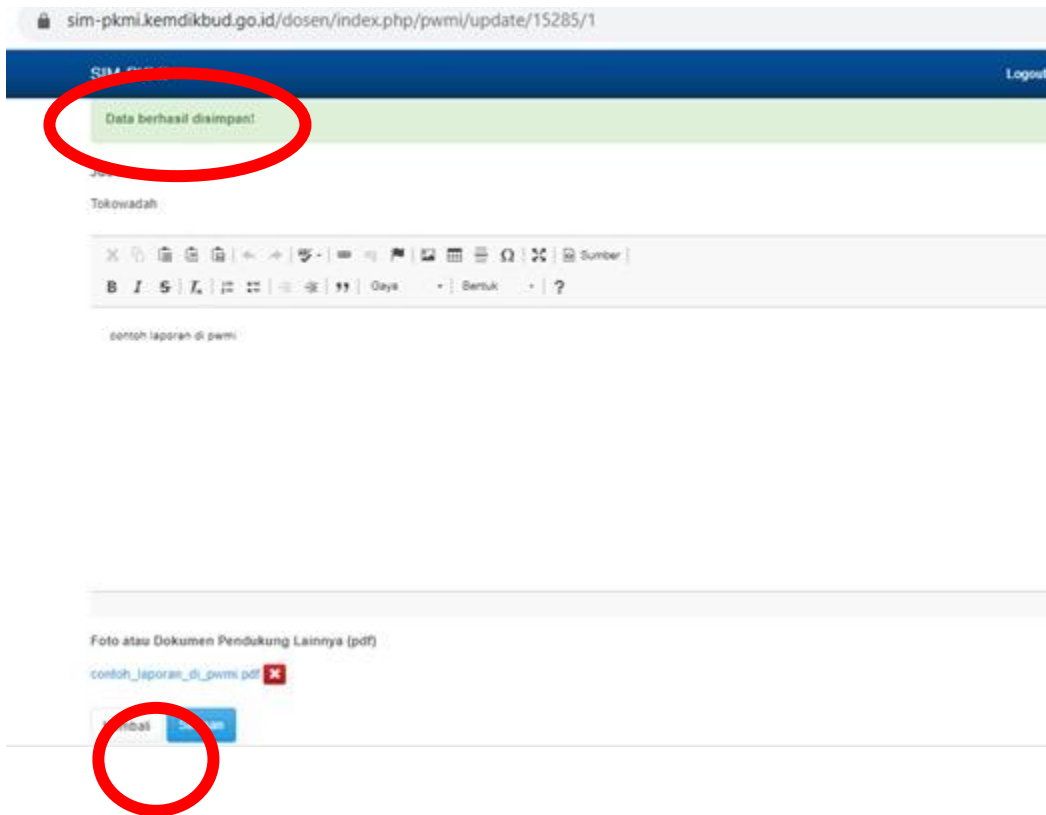 sim-pkmi.kemdikbud.go.id/dosen/index.php/pwmi/update/15285/1
Logout
Data berhasil disimpan!
Tokowadah
Sumber
B I S Gaya Bentuk ?
contoh laporan di pwmi
Foto atau Dokumen Pendukung Lainnya (pdf)
contoh_laporan_di_pwmi.pdf